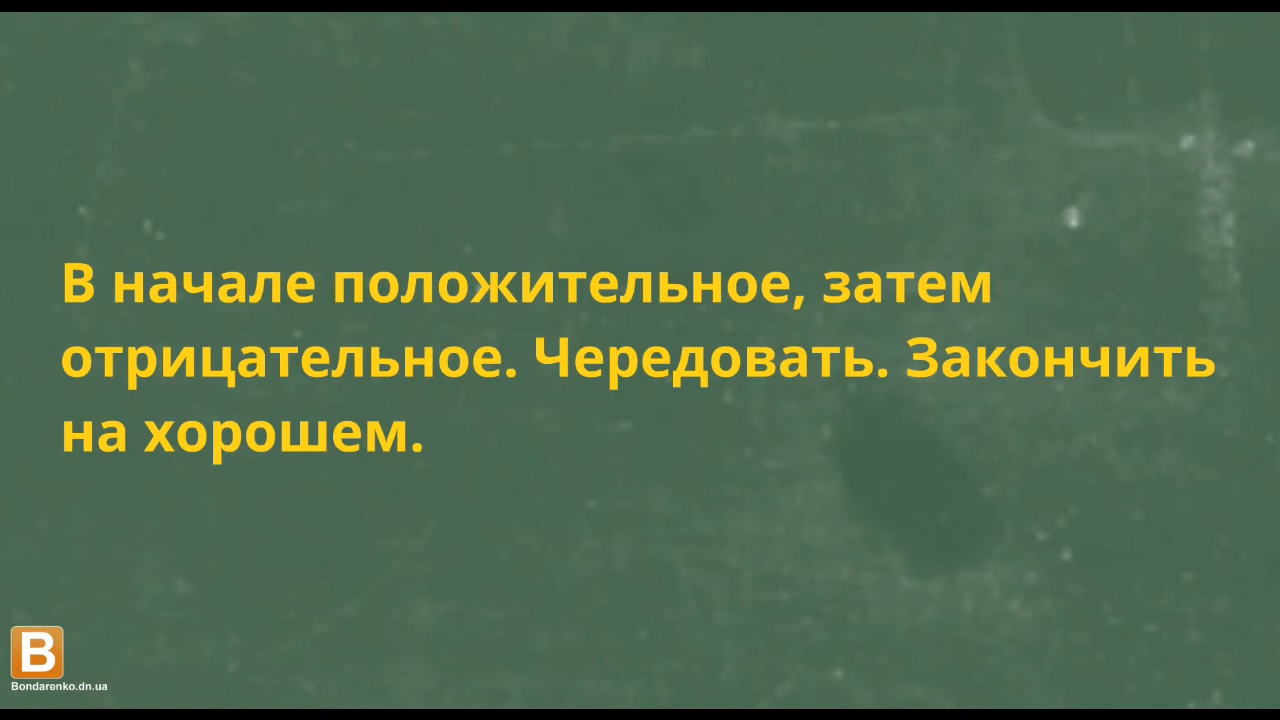 В начале положительное, затем
отрицательное. Чередовать. Закончить
на хорошем.
B
Bondarenko.dn.ua